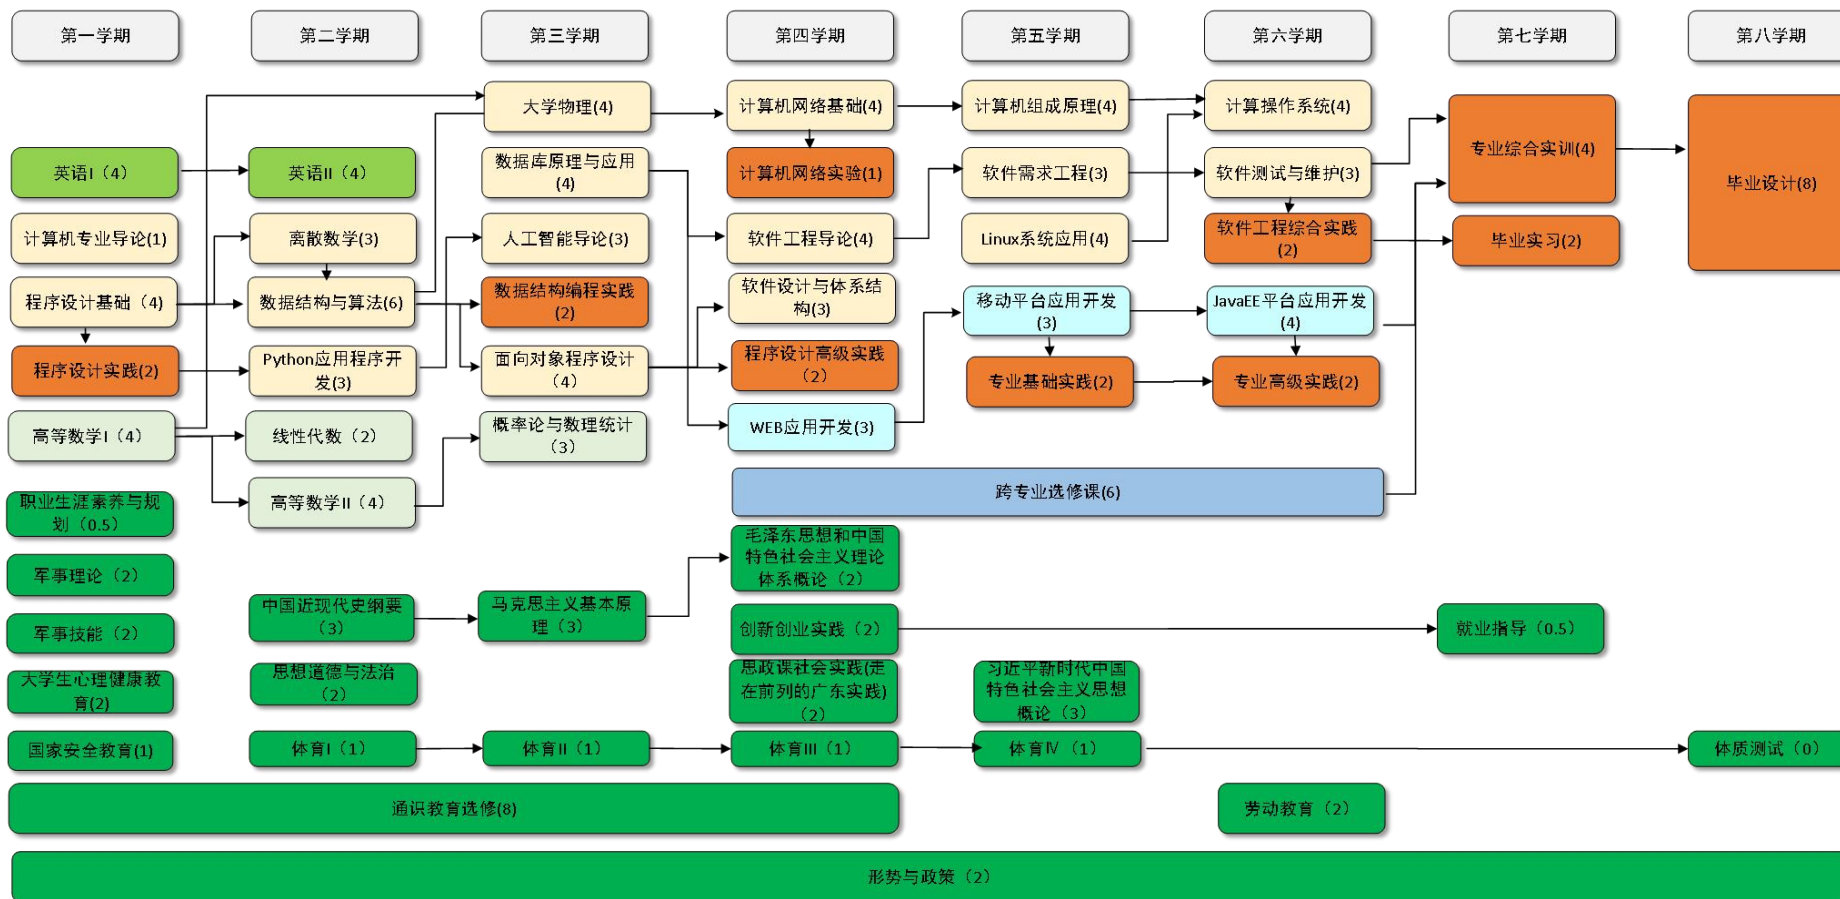 第一学期
第二学期
第三学期
第四学期
第五学期
第六学期
第七学期
第八学期
大学物理(4)
计算机网络基础(4)
计算机组成原理(4)
计算操作系统(4)
英语I（4）
英语II（4）
数据库原理与应用
(4)
计算机网络实验(1)
软件需求工程(3)
软件测试与维护(3)
专业综合实训(4)
毕业设计(8)
计算机专业导论(1)
离散数学(3)
人工智能导论(3)
软件工程导论(4)
Linux系统应用(4)
软件工程综合实践
(2)
毕业实习(2)
程序设计基础（4）
数据结构与算法(6)
数据结构编程实践
(2)
软件设计与体系结
构(3)
移动平台应用开发
(3)
JavaEE平台应用开发
(4)
程序设计实践(2)
Python应用程序开
发(3)
面向对象程序设计
（4）
程序设计高级实践
（2）
专业基础实践(2)
专业高级实践(2)
高等数学I（4）
线性代数（2）
概率论与数理统计
（3）
WEB应用开发(3)
高等数学II（4）
跨专业选修课(6)
职业生涯素养与规
划（0.5）
军事理论（2）
毛泽东思想和中国
特色社会主义理论
体系概论（2）
军事技能（2）
中国近现代史纲要
（3）
马克思主义基本原
理（3）
创新创业实践（2）
就业指导（0.5）
大学生心理健康教
育(2)
思想道德与法治
（2）
思政课社会实践(走
在前列的广东实践)
（2）
习近平新时代中国
特色社会主义思想
概论（3）
国家安全教育(1)
体育I（1）
体育II（1）
体育III（1）
体育Ⅳ（1）
体质测试（0）
通识教育选修(8)
劳动教育（2）
形势与政策（2）